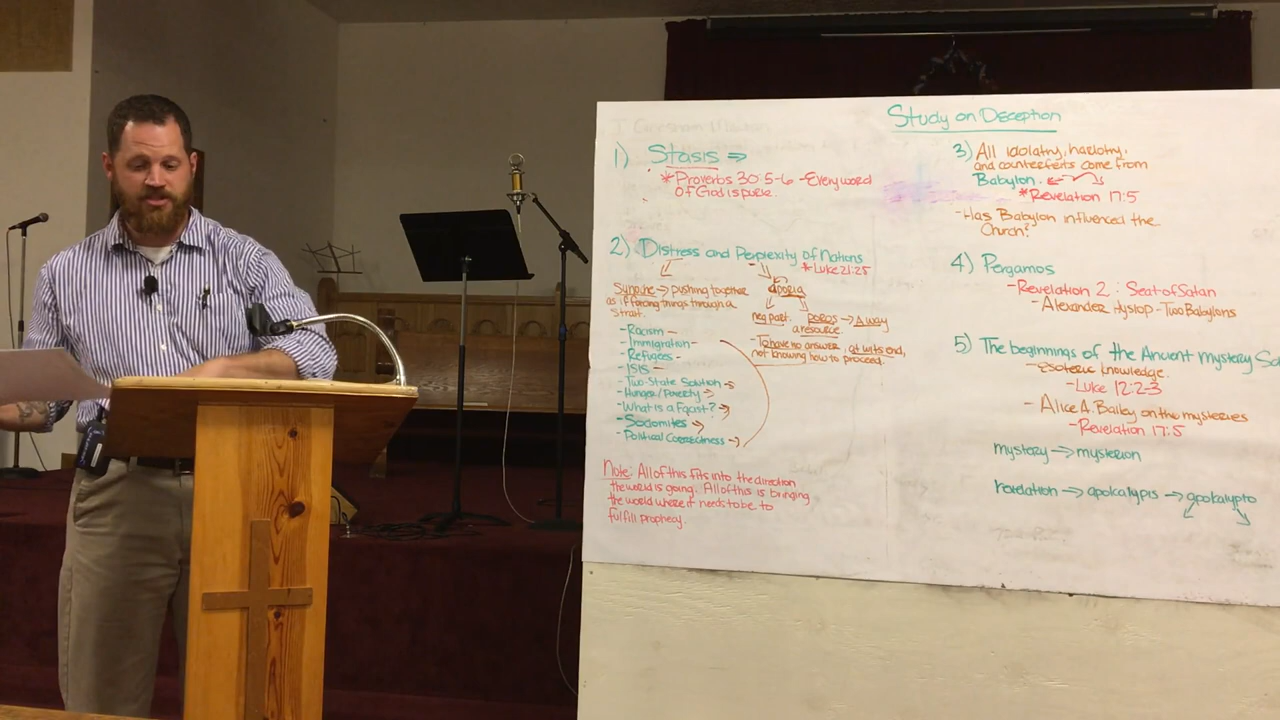 Study on Deception
1) Stasis ⇒
* Proverbs 30:5-6 - Every word
of God is pure.
2) Distress and Perplexity of Nations
* Luke 21:25
Synoche → pushing together
as if forcing things through a
strait.
- Racism -
- Immigration -
- Refugees -
- ISIS -
- Two-State Solution →
- Hunger/Poverty →
- What is a Facist? →
- Sodomites →
- Political Correctness →
aporia
neg part. poros → A way
a resource.
- To have no answer, at wits end,
not knowing how to proceed.
Note: All of this fits into the direction
the world is going. All of this is bringing
the world where it needs to be to
fulfill prophecy.
3) All idolatry, harlotry,
and counterfeits come from
Babylon.
* Revelation 17:5
- Has Babylon influenced the
Church?
4) Pergamos
- Revelation 2: Seat of Satan
- Alexander Hyslop - Two Babylons
5) The beginnings of the Ancient Mystery
- Esoteric knowledge.
- Luke 12:2-3
- Alice A. Bailey on the mysteries
- Revelation 17:5
mystery → mysterion
revelation → apokalypis → apokalypto